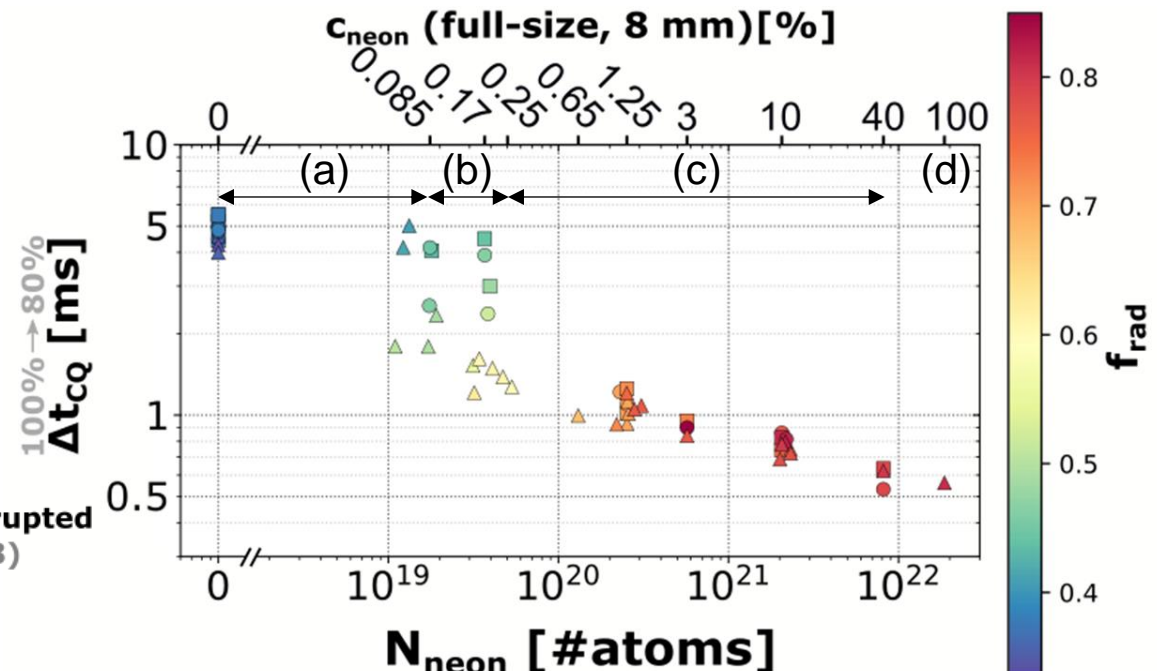 c_neon (full-size, 8 mm)[%]
0 0.085 0.17 0.25 0.65 1.25 3 10 40 100
(a) (b) (c) (d)
10
5
1
0.5
100%→80%
Δt_CQ [ms]
rupted
3)
0 10^19 10^20 10^21 10^22
N_neon [#atoms]
0.8
0.7
0.6
0.5
0.4
f_rad